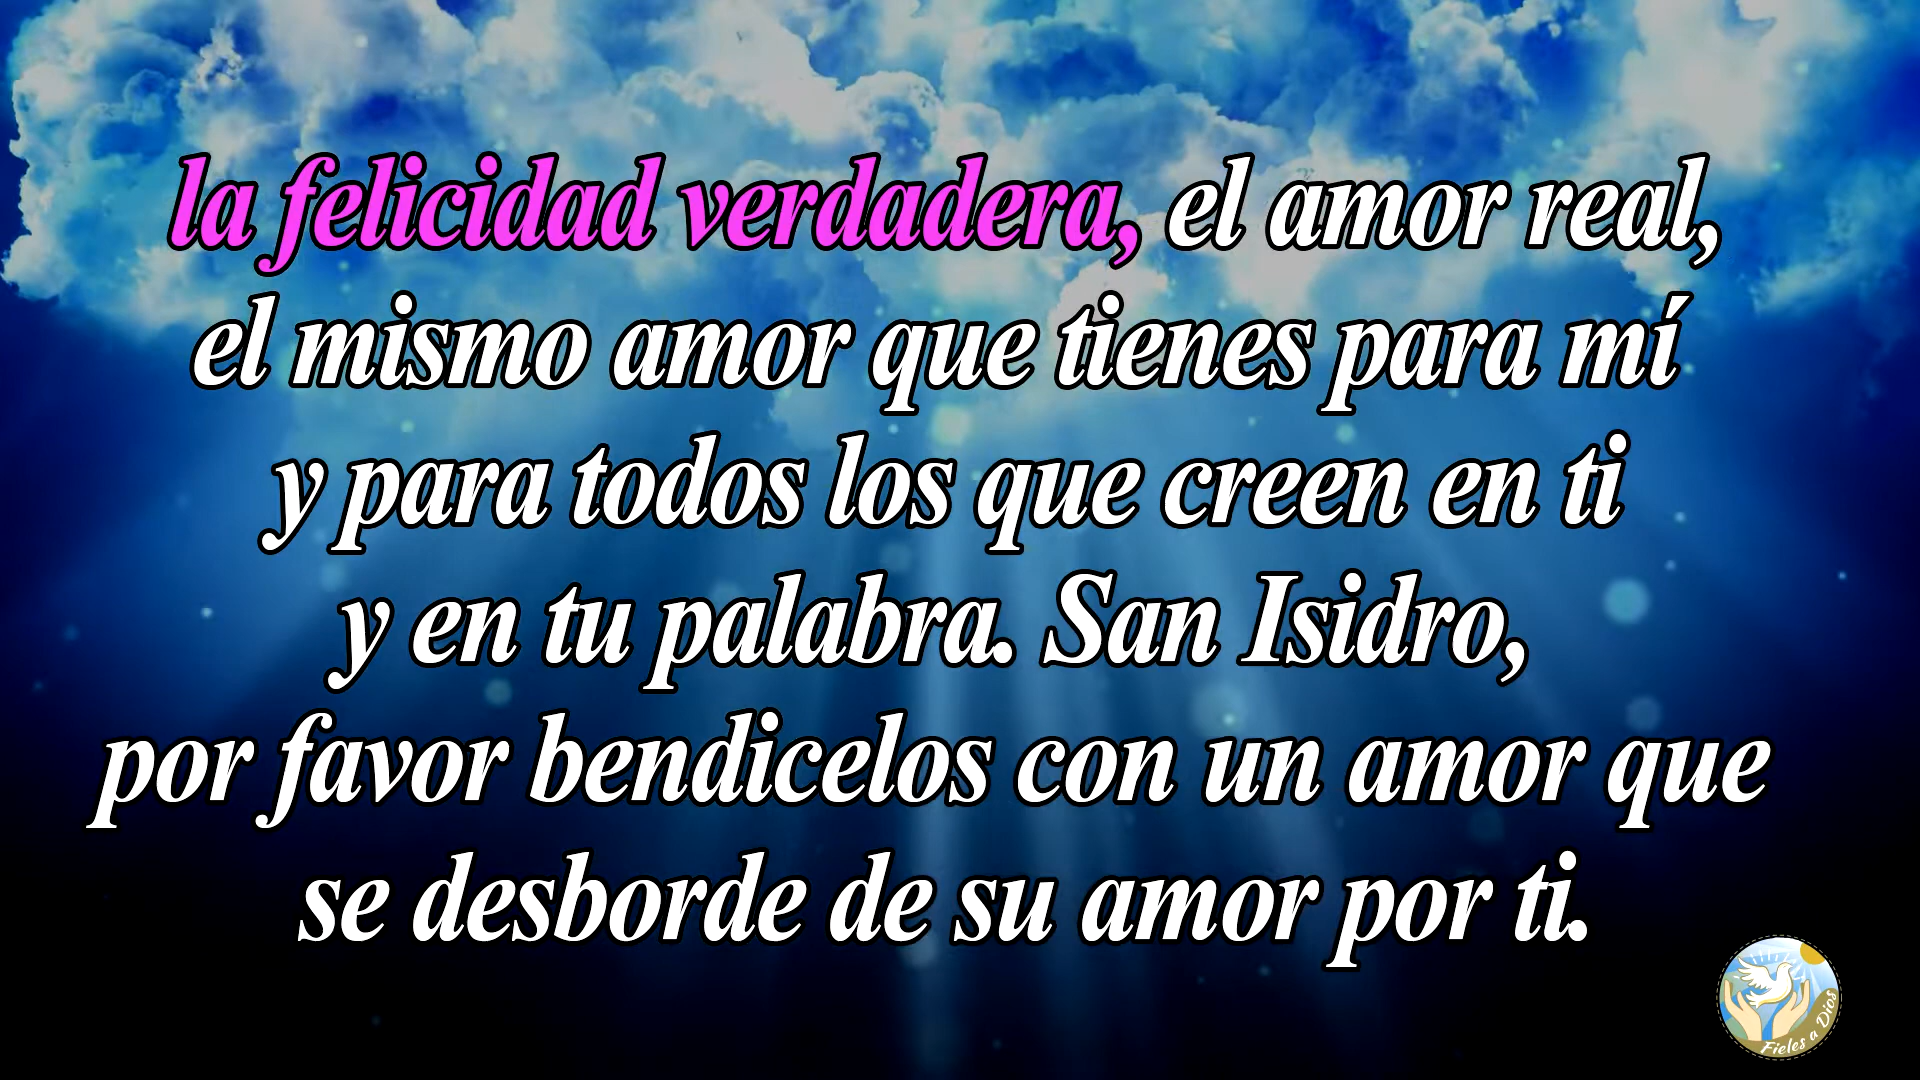 la felicidad verdadera, el amor real,
el mismo amor que tienes para mí
y para todos los que creen en ti
y en tu palabra. San Isidro,
por favor bendicelos con un amor que
se desborde de su amor por ti.
Fieles a Dios